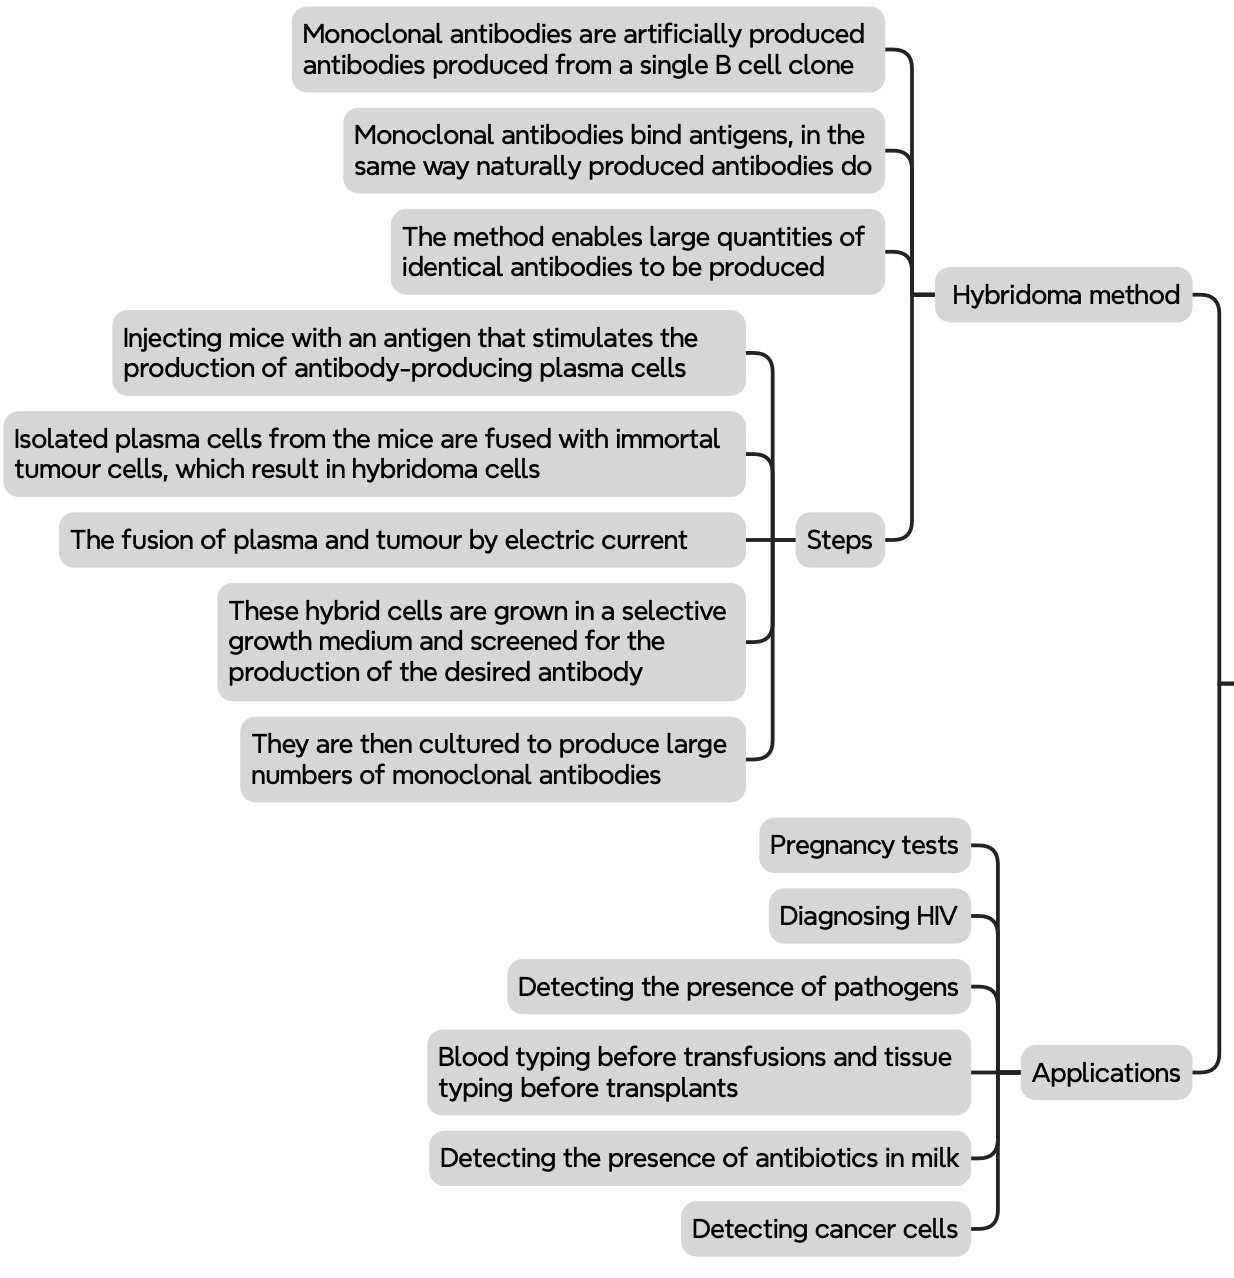 Monoclonal antibodies are artificially produced
antibodies produced from a single B cell clone
Monoclonal antibodies bind antigens, in the
same way naturally produced antibodies do
The method enables large quantities of
identical antibodies to be produced
Hybridoma method
Injecting mice with an antigen that stimulates the
production of antibody-producing plasma cells
Isolated plasma cells from the mice are fused with immortal
tumour cells, which result in hybridoma cells
The fusion of plasma and tumour by electric current
Steps
These hybrid cells are grown in a selective
growth medium and screened for the
production of the desired antibody
They are then cultured to produce large
numbers of monoclonal antibodies
Pregnancy tests
Diagnosing HIV
Detecting the presence of pathogens
Blood typing before transfusions and tissue
typing before transplants
Applications
Detecting the presence of antibiotics in milk
Detecting cancer cells